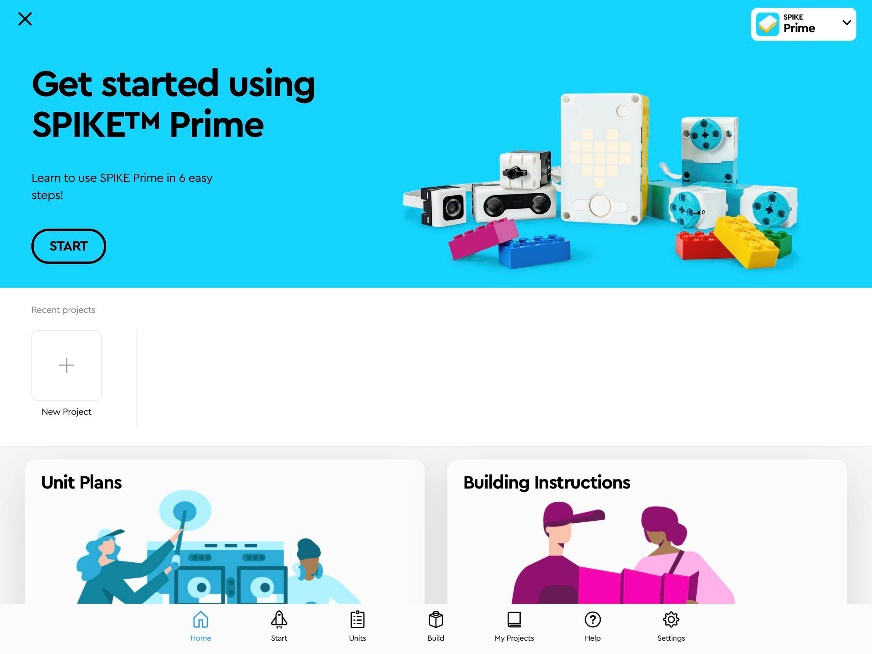 SPIKE
Prime
Get started using
SPIKE™ Prime
Learn to use SPIKE Prime in 6 easy
steps!
START
Recent projects
New Project
Unit Plans
Building Instructions
Home
Start
Units
Build
My Projects
Help
Settings